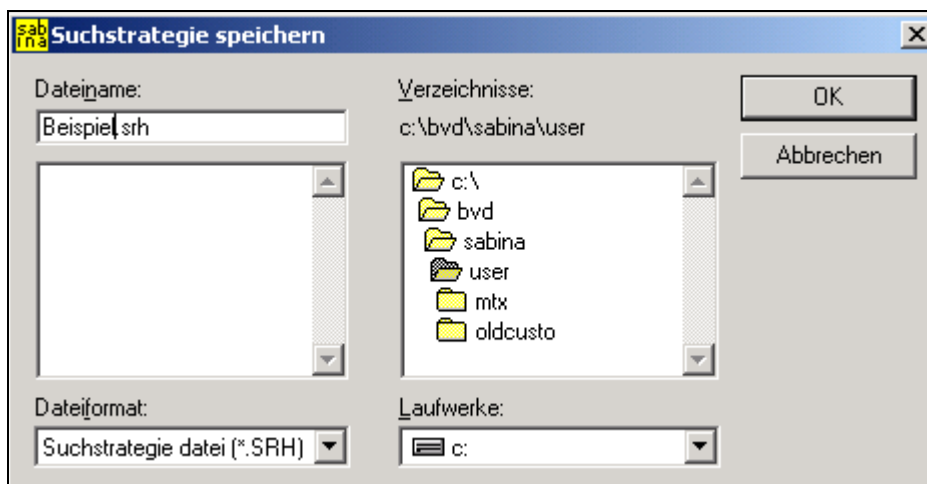 sab
ina
Suchstrategie speichern
Dateiname:
Beispiel.srh
Verzeichnisse:
c:\bvd\sabina\user
c:\
bvd
sabina
user
mtx
oldcusto
OK
Abbrechen
Dateiformat:
Suchstrategie datei (*.SRH)
Laufwerke:
c: